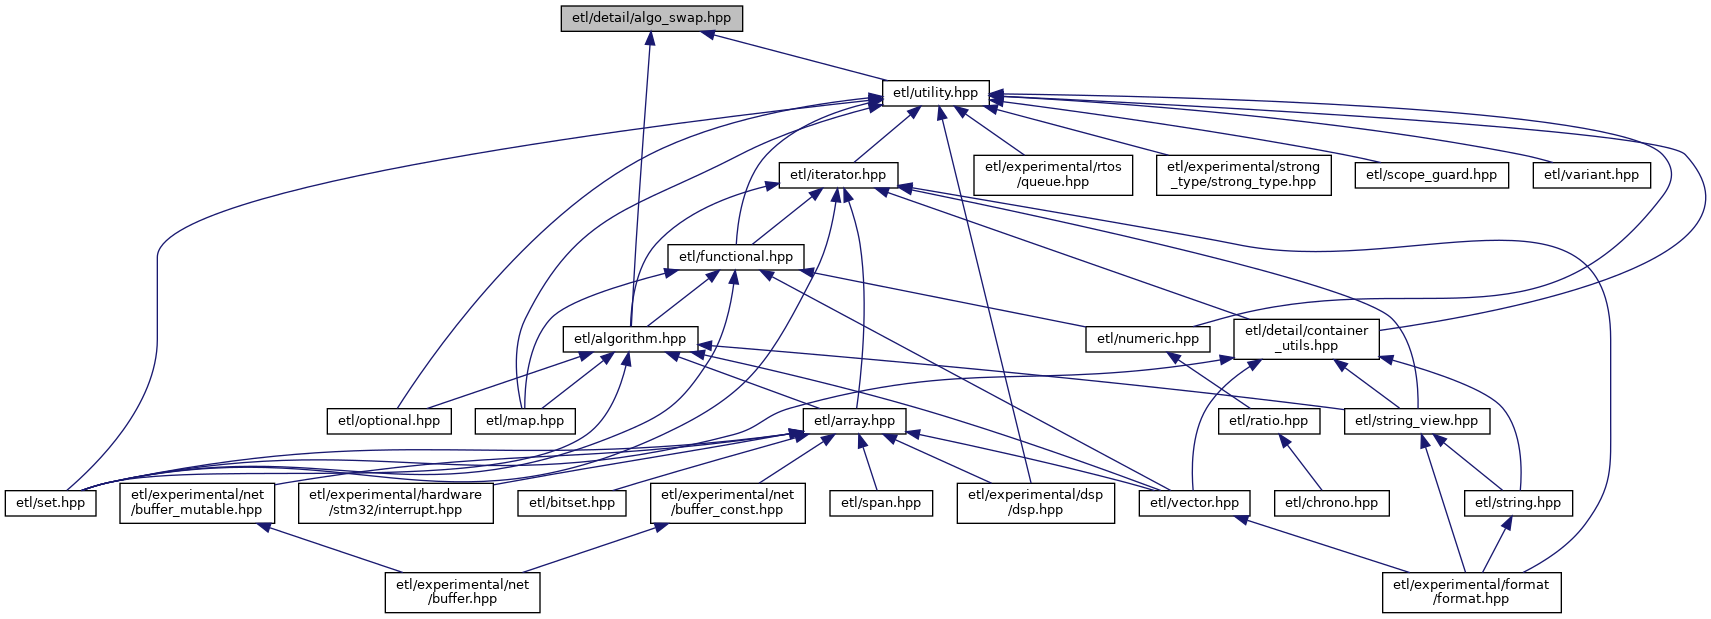 etl/detail/algo_swap.hpp
etl/utility.hpp
etl/iterator.hpp
etl/experimental/rtos
/queue.hpp
etl/experimental/strong
_type/strong_type.hpp
etl/scope_guard.hpp
etl/variant.hpp
etl/functional.hpp
etl/algorithm.hpp
etl/numeric.hpp
etl/detail/container
_utils.hpp
etl/optional.hpp
etl/map.hpp
etl/array.hpp
etl/ratio.hpp
etl/string_view.hpp
etl/set.hpp
etl/experimental/net
/buffer_mutable.hpp
etl/experimental/hardware
/stm32/interrupt.hpp
etl/bitset.hpp
etl/experimental/net
/buffer_const.hpp
etl/span.hpp
etl/experimental/dsp
/dsp.hpp
etl/vector.hpp
etl/chrono.hpp
etl/string.hpp
etl/experimental/net
/buffer.hpp
etl/experimental/format
/format.hpp